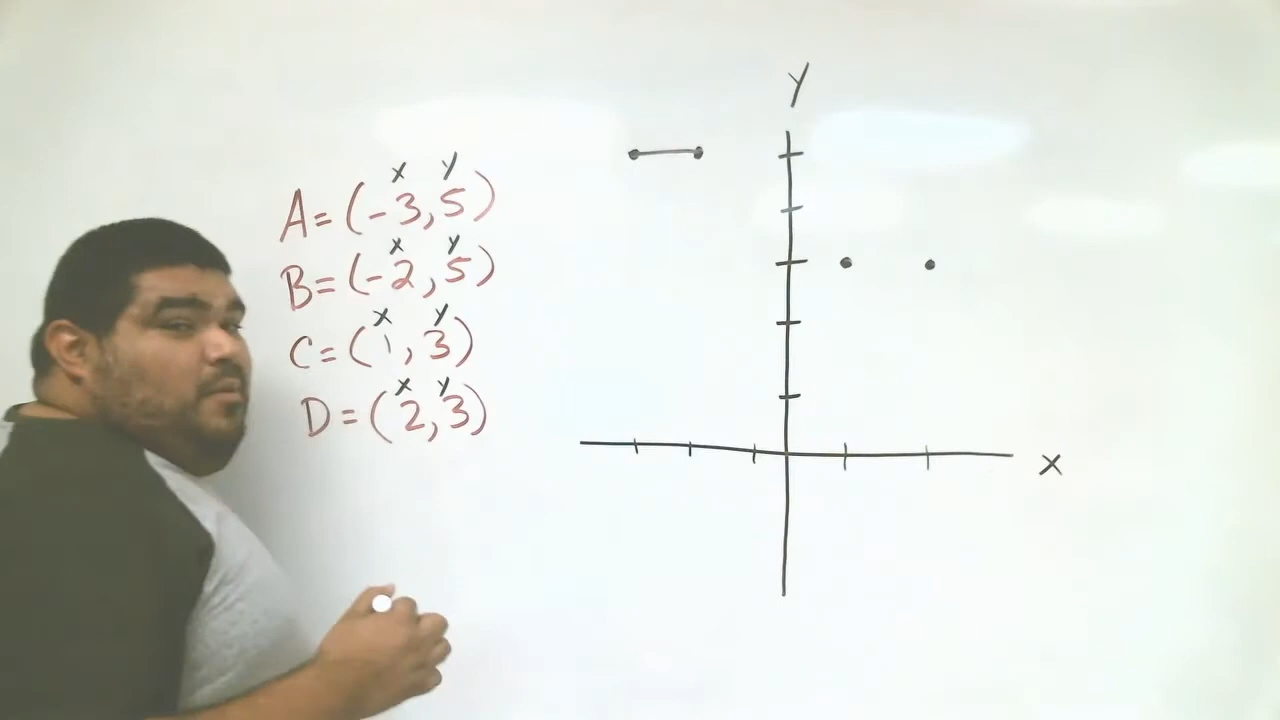 Y
x y
A=(-3,5)
x y
B=(-2,5)
x y
C=(1,3)
x y
D=(2,3)
x